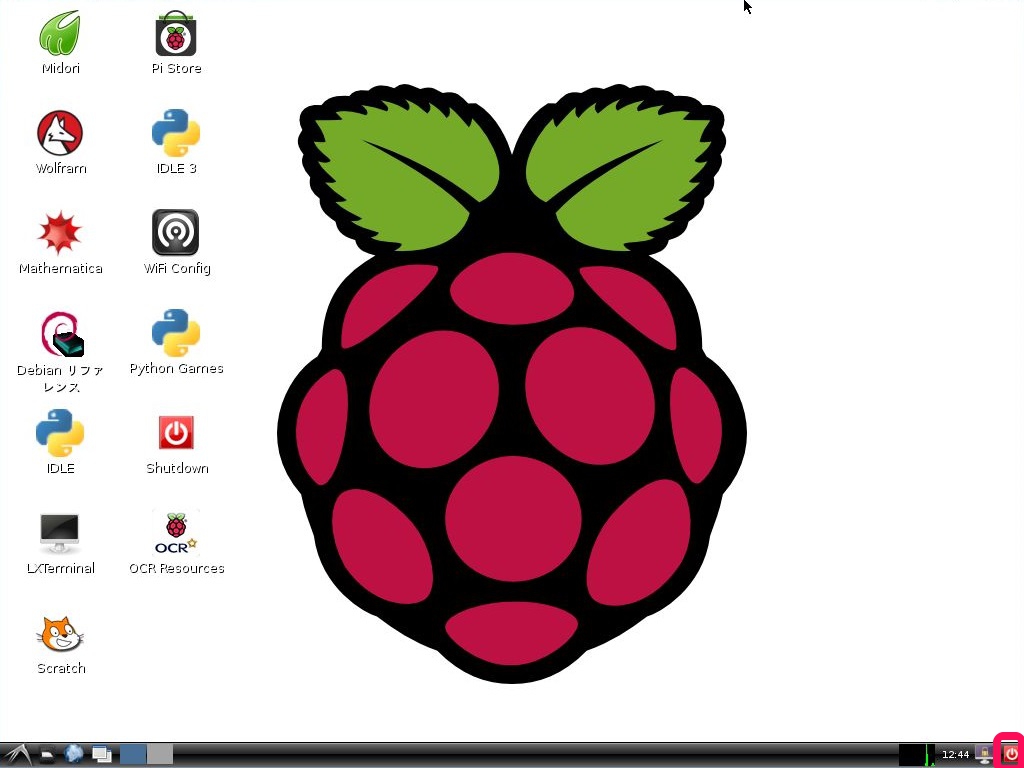 Midori
Pi Store
Wolfram
IDLE 3
Mathematica
WiFi Config
Debian リファ
レンス
Python Games
IDLE
Shutdown
LXTerminal
OCR
OCR Resources
Scratch
12:44